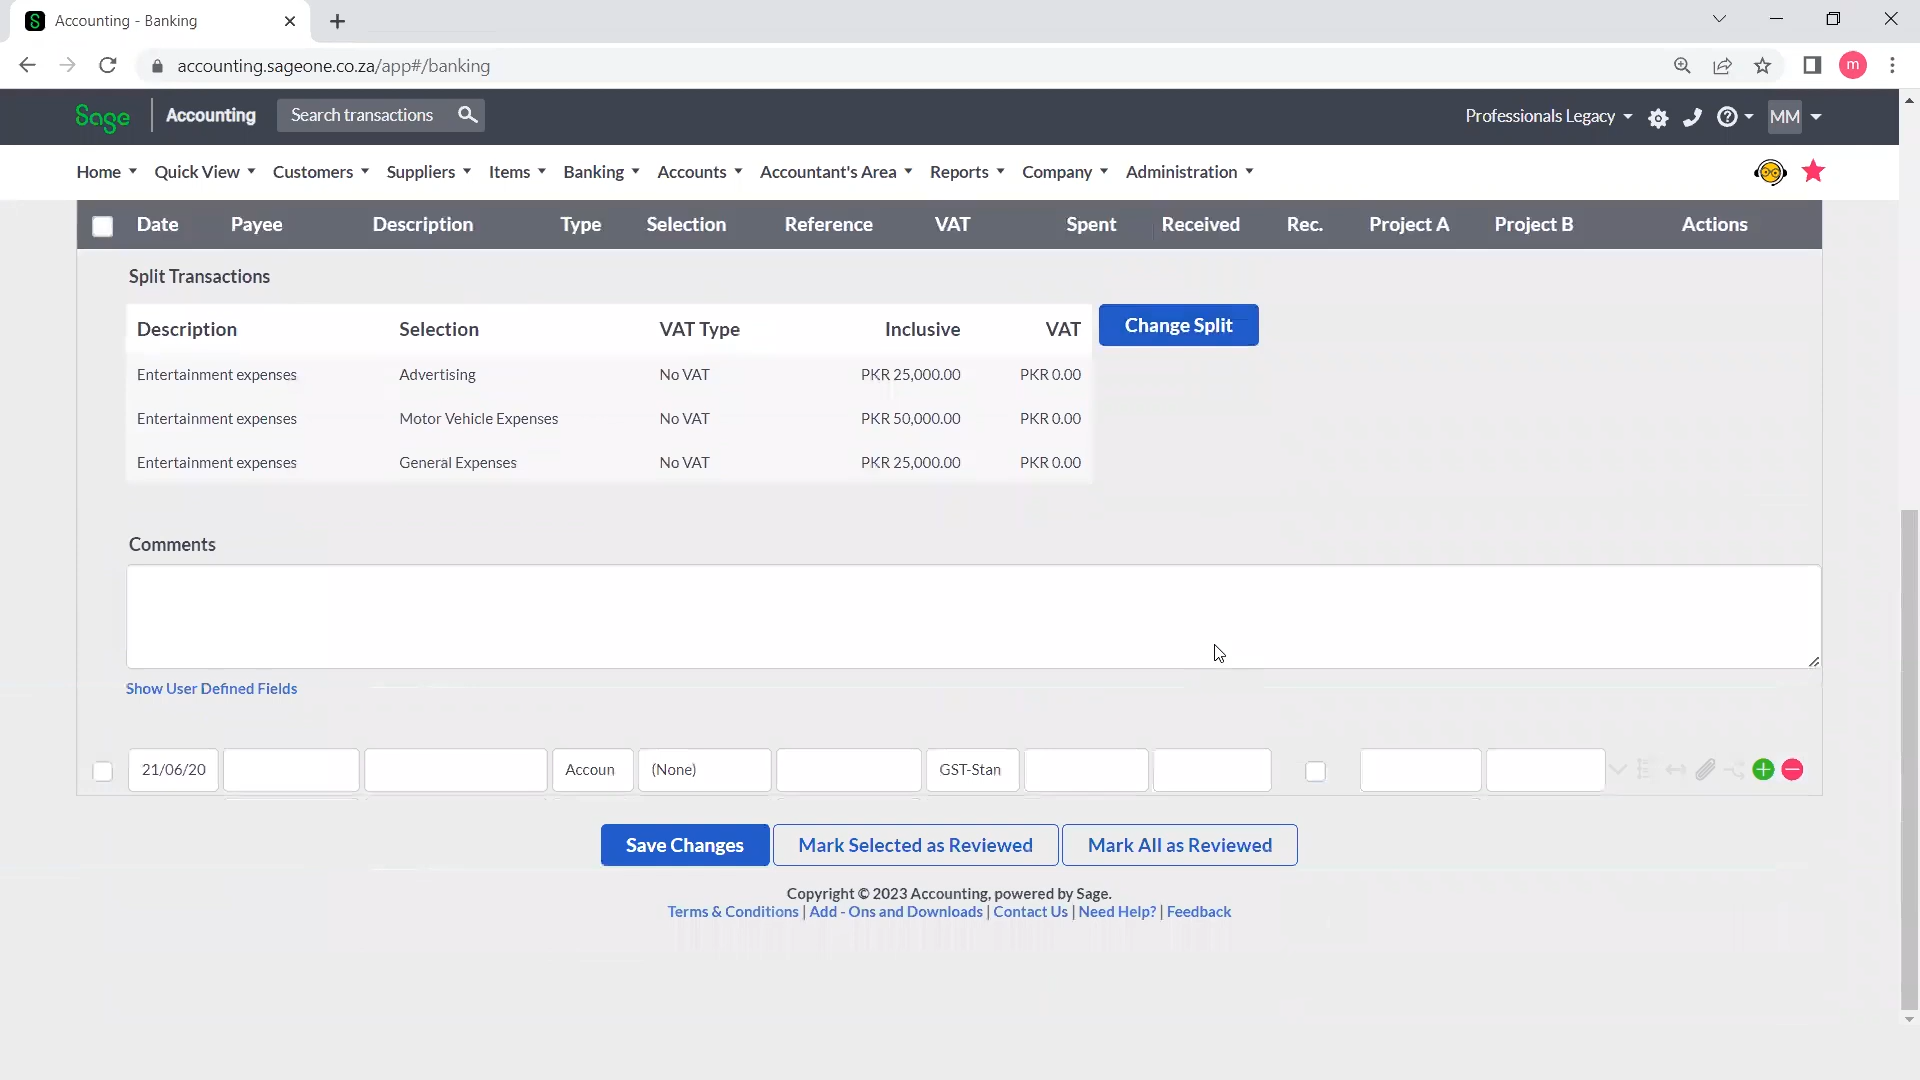 Accounting - Banking
accounting.sageone.co.za/app#/banking
m
Sage Accounting Search transactions Professionals Legacy MM
Home Quick View Customers Suppliers Items Banking Accounts Accountant's Area Reports Company Administration
Date Payee Description Type Selection Reference VAT Spent Received Rec. Project A Project B Actions
Split Transactions
Description Selection VAT Type Inclusive VAT Change Split
Entertainment expenses Advertising No VAT PKR 25,000.00 PKR 0.00
Entertainment expenses Motor Vehicle Expenses No VAT PKR 50,000.00 PKR 0.00
Entertainment expenses General Expenses No VAT PKR 25,000.00 PKR 0.00
Comments
Show User Defined Fields
21/06/20 Accoun (None) GST-Stan
Save Changes Mark Selected as Reviewed Mark All as Reviewed
Copyright © 2023 Accounting, powered by Sage.
Terms & Conditions | Add - Ons and Downloads | Contact Us | Need Help? | Feedback